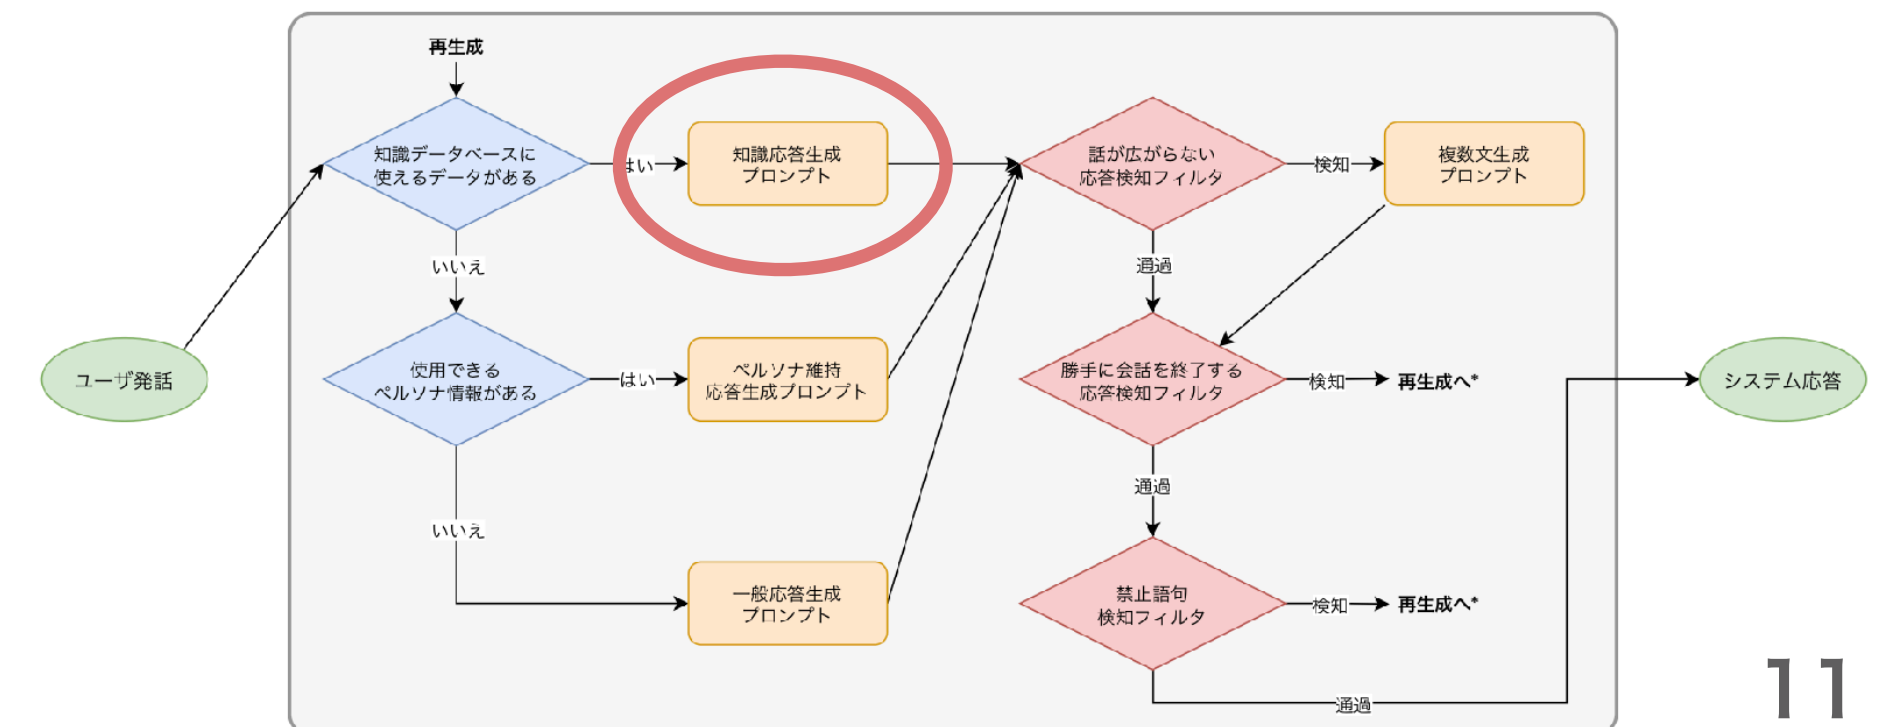 再生成
知識データベースに
使えるデータがある
はい
知識応答生成
プロンプト
話が広がらない
応答検知フィルタ
検知
複数文生成
プロンプト
いいえ
通過
ユーザ発話
使用できる
ペルソナ情報がある
はい
ペルソナ維持
応答生成プロンプト
勝手に会話を終了する
応答検知フィルタ
検知
再生成へ*
システム応答
通過
いいえ
一般応答生成
プロンプト
禁止語句
検知フィルタ
検知
再生成へ*
通過
11